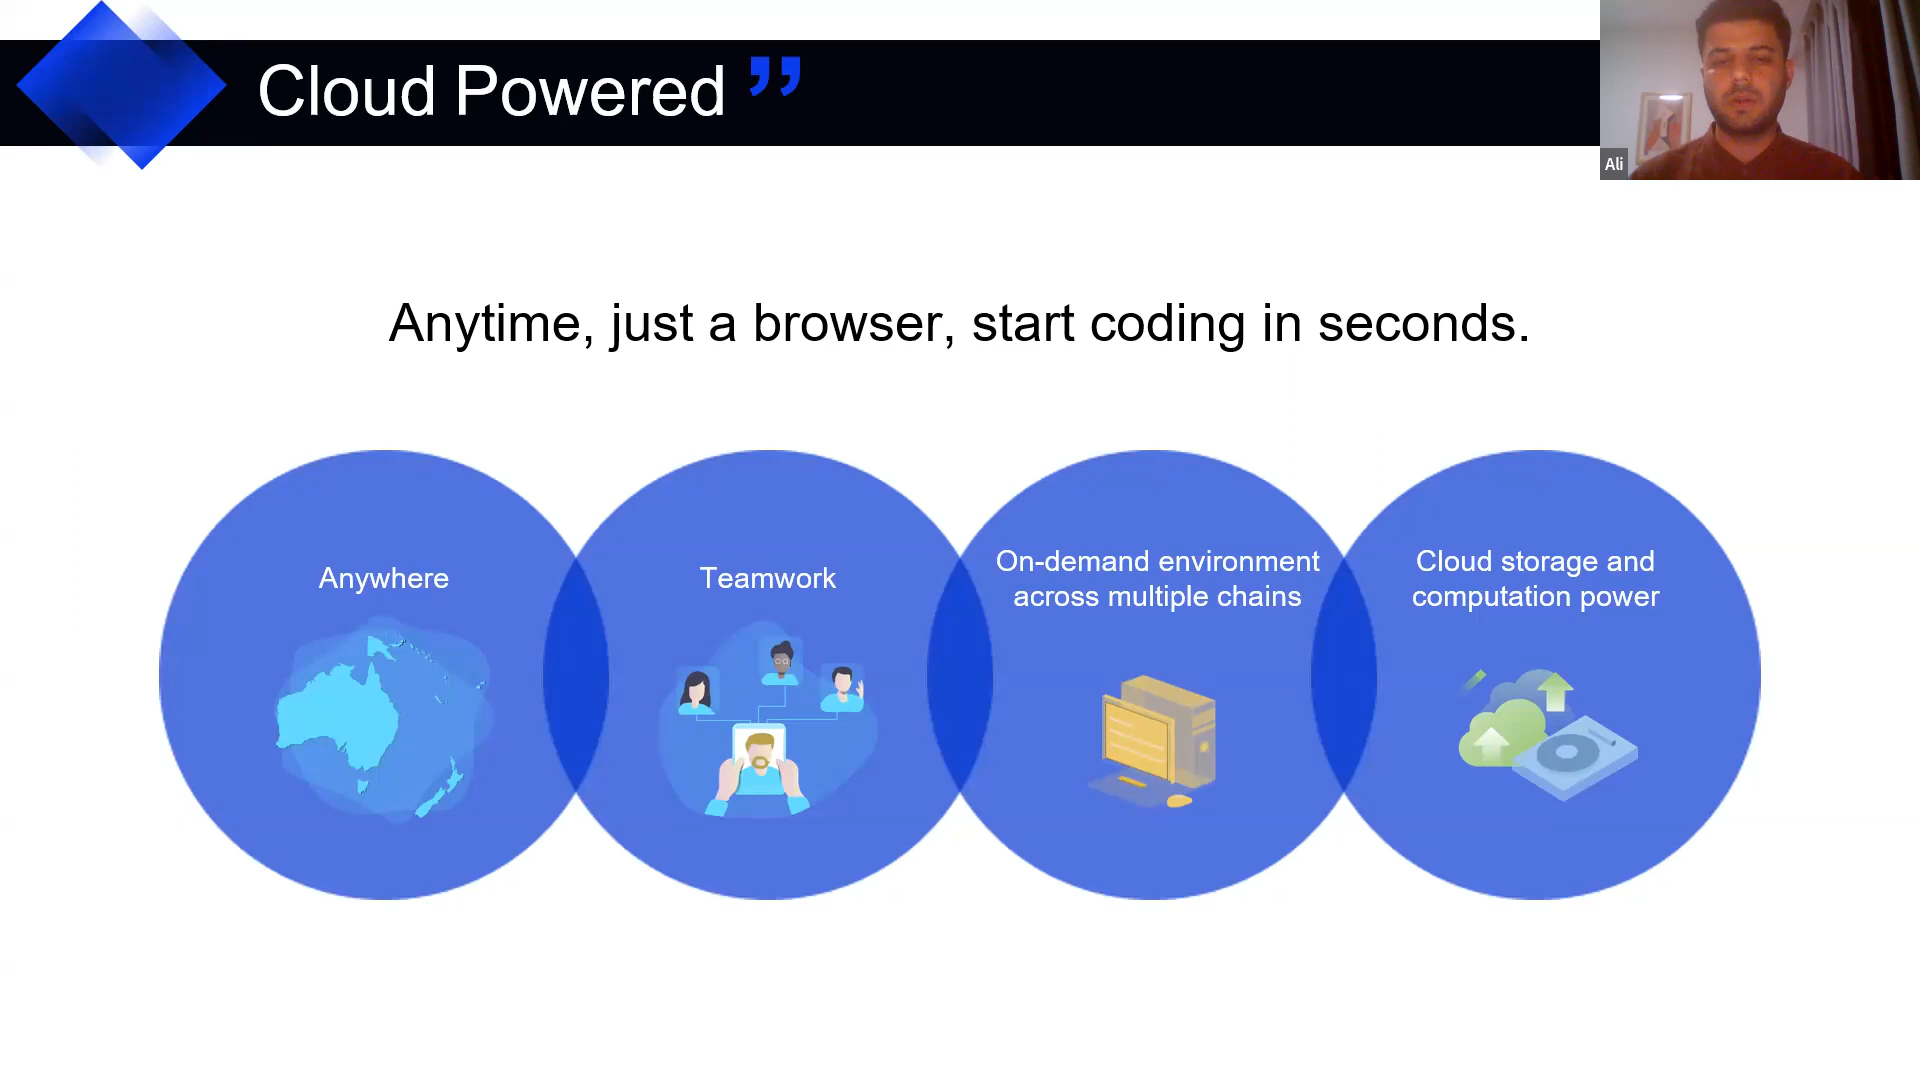 Cloud Powered ”
Ali
Anytime, just a browser, start coding in seconds.
Anywhere
Teamwork
On-demand environment
across multiple chains
Cloud storage and
computation power